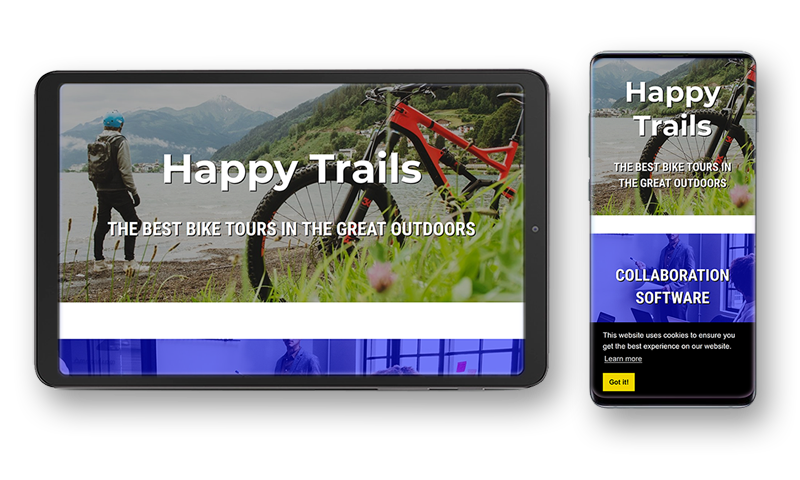 Happy Trails
THE BEST BIKE TOURS IN THE GREAT OUTDOORS
Happy
Trails
THE BEST BIKE TOURS IN
THE GREAT OUTDOORS
COLLABORATION
SOFTWARE
This website uses cookies to ensure you
get the best experience on our website.
Learn more
Got it!